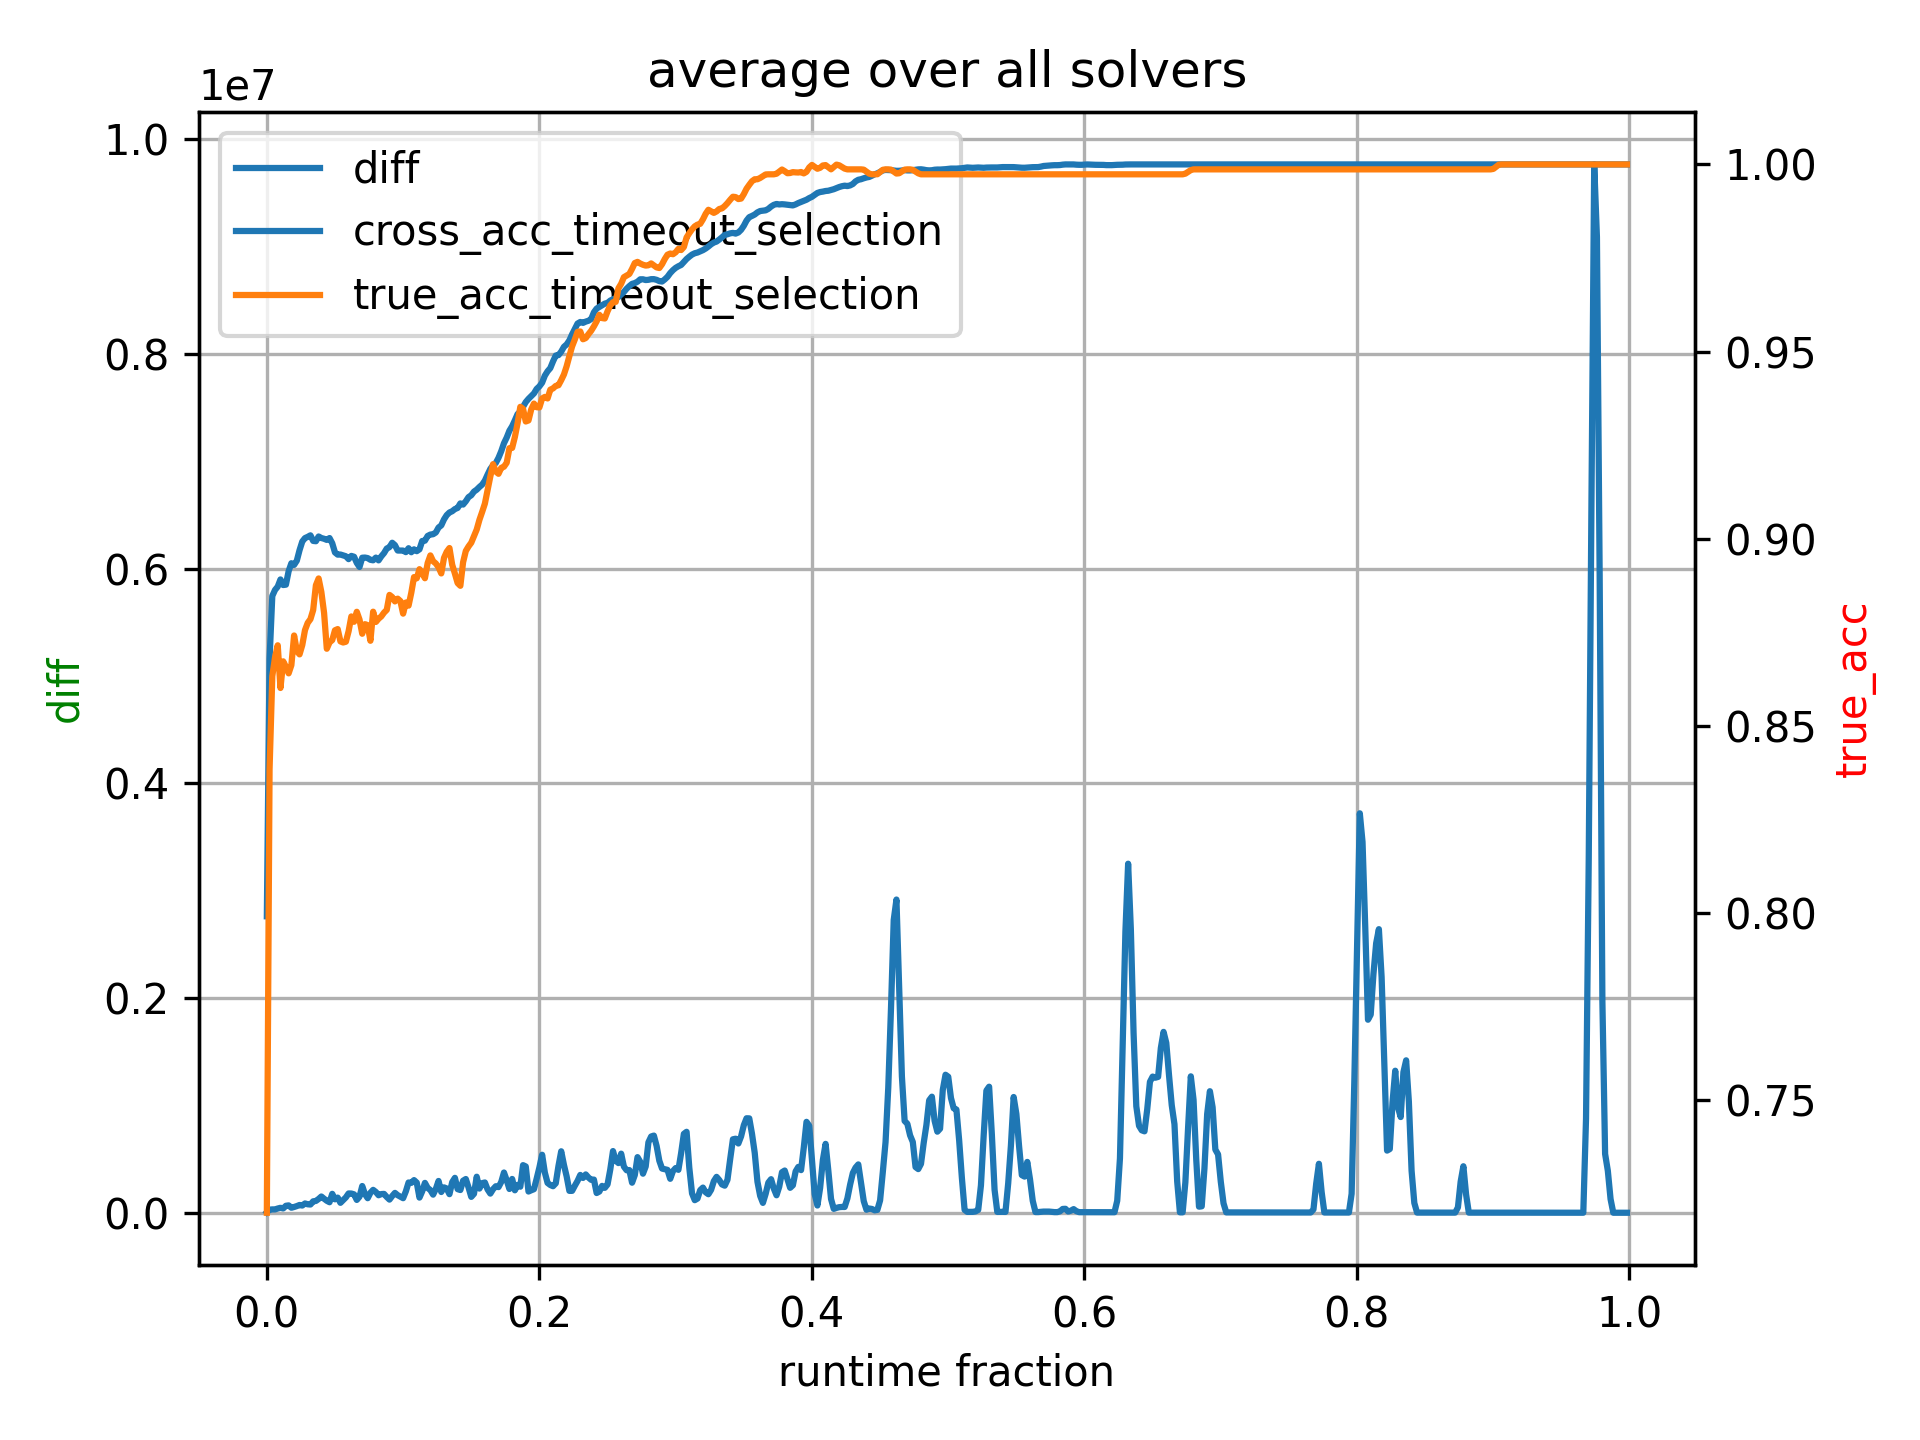 average over all solvers
1e7
diff
cross_acc_timeout_selection
true_acc_timeout_selection
1.0
0.8
0.6
0.4
0.2
0.0
diff
1.00
0.95
0.90
0.85
0.80
0.75
true_acc
0.0 0.2 0.4 0.6 0.8 1.0
runtime fraction